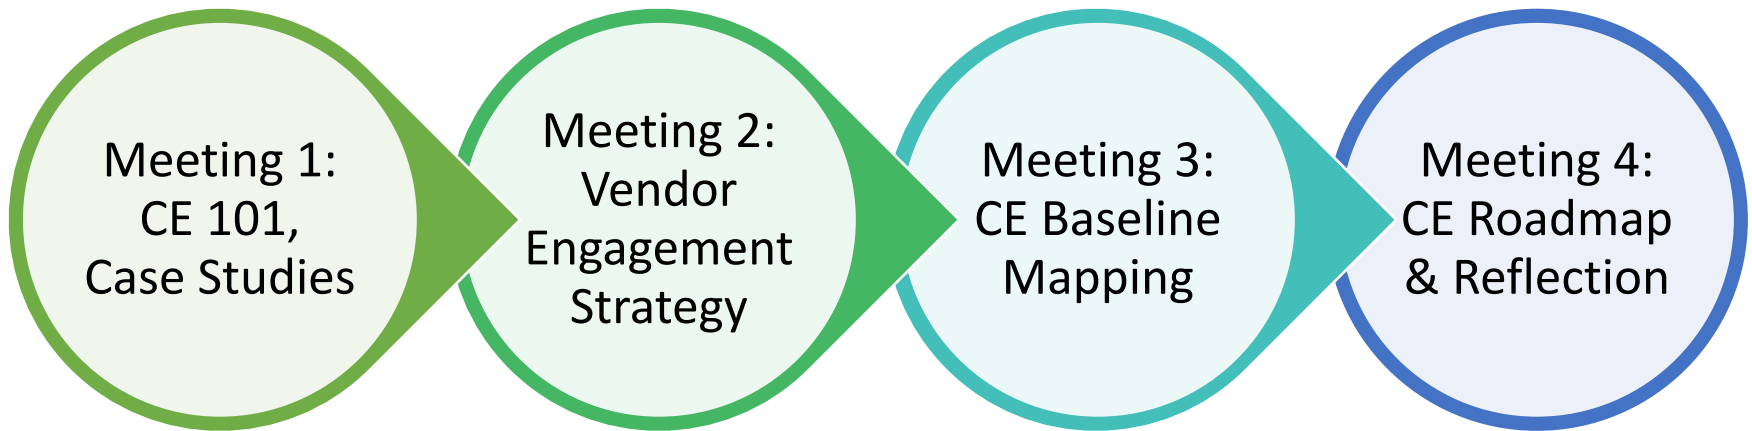 Meeting 1:
CE 101,
Case Studies
Meeting 2:
Vendor
Engagement
Strategy
Meeting 3:
CE Baseline
Mapping
Meeting 4:
CE Roadmap
& Reflection